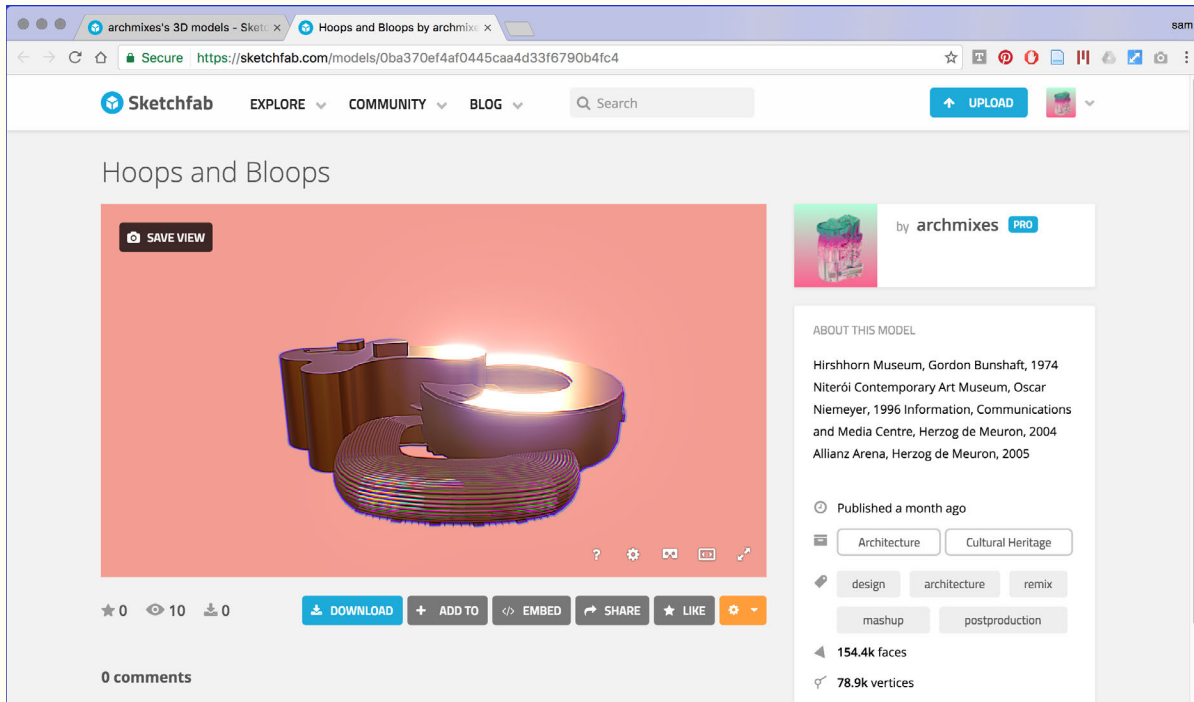 archmixes's 3D models - Sketc
Hoops and Bloops by archmixe
sam
Secure https://sketchfab.com/models/0ba370ef4af0445caa4d33f6790b4fc4
Sketchfab EXPLORE COMMUNITY BLOG Search UPLOAD
Hoops and Bloops
SAVE VIEW
by archmixes PRO
ABOUT THIS MODEL
Hirshhorn Museum, Gordon Bunshaft, 1974
Niterói Contemporary Art Museum, Oscar
Niemeyer, 1996 Information, Communications
and Media Centre, Herzog de Meuron, 2004
Allianz Arena, Herzog de Meuron, 2005
Published a month ago
Architecture Cultural Heritage
design architecture remix
mashup postproduction
154.4k faces
78.9k vertices
?
0 10 0
DOWNLOAD + ADD TO </> EMBED SHARE LIKE
0 comments